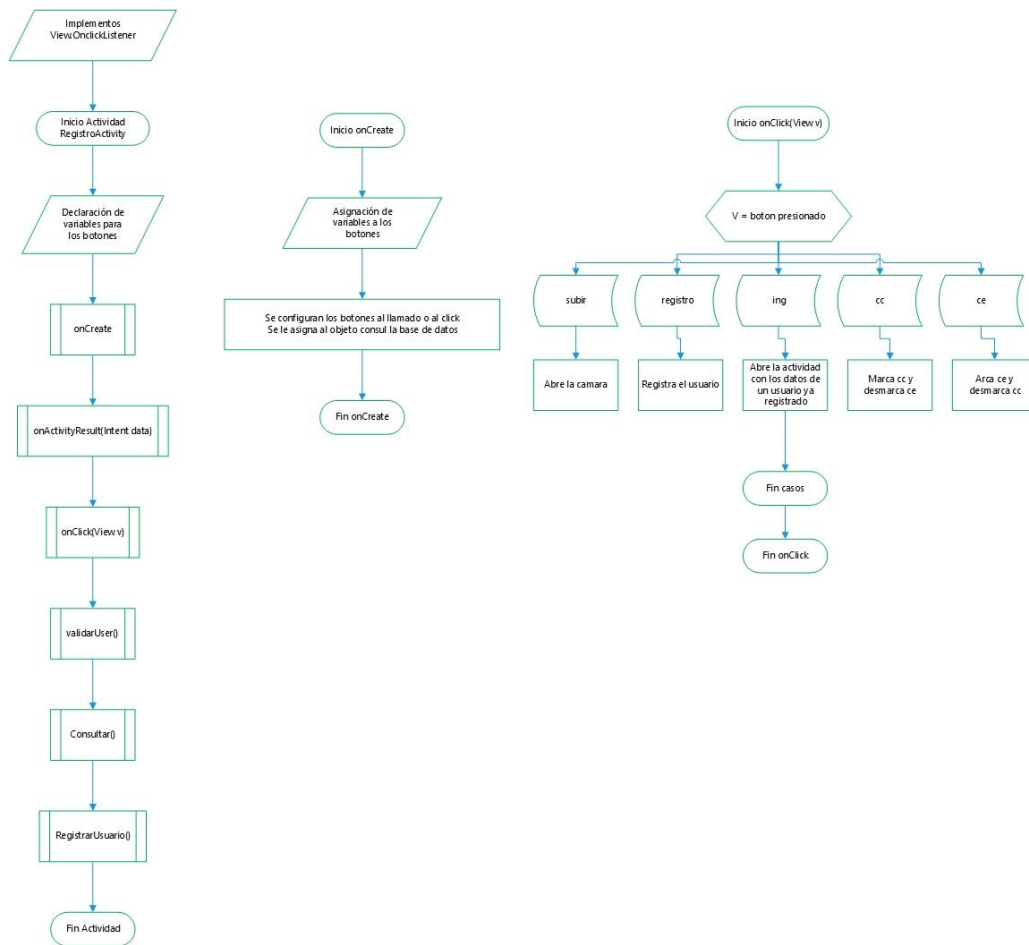 Implementos
View.OnclickListener
Inicio Actividad
RegistroActivity
Declaración de
variables para
los botones
onCreate
onActivityResult(Intent data)
onClick(View v)
validarUser()
Consultar()
RegistrarUsuario()
Fin Actividad
Inicio onCreate
Asignación de
variables a los
botones
Se configuran los botones al llamado o al click
Se le asigna al objeto consul la base de datos
Fin onCreate
Inicio onClick(View v)
V = boton presionado
subir
registro
ing
cc
ce
Abre la camara
Registra el usuario
Abre la actividad
con los datos de
un usuario ya
registrado
Marca cc y
desmarca ce
Arca ce y
desmarca cc
Fin casos
Fin onClick